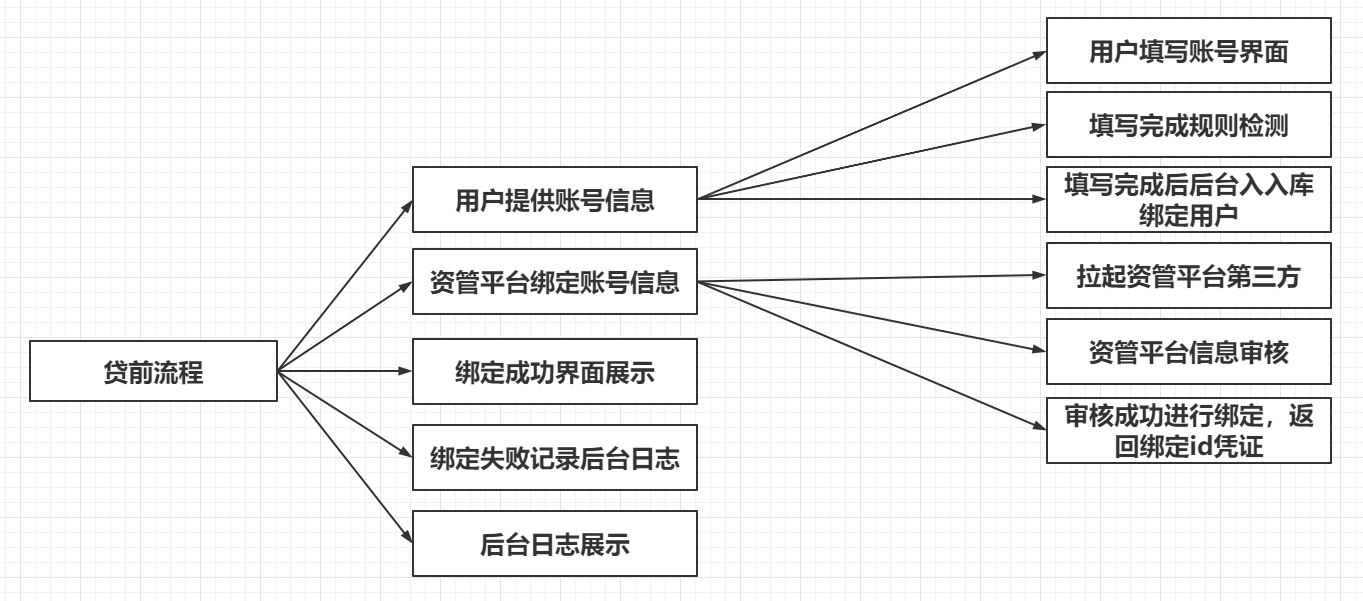 贷前流程
用户提供账号信息
资管平台绑定账号信息
绑定成功界面展示
绑定失败记录后台日志
后台日志展示
用户填写账号界面
填写完成规则检测
填写完成后后台入入库
绑定用户
拉起资管平台第三方
资管平台信息审核
审核成功进行绑定，返
回绑定id凭证